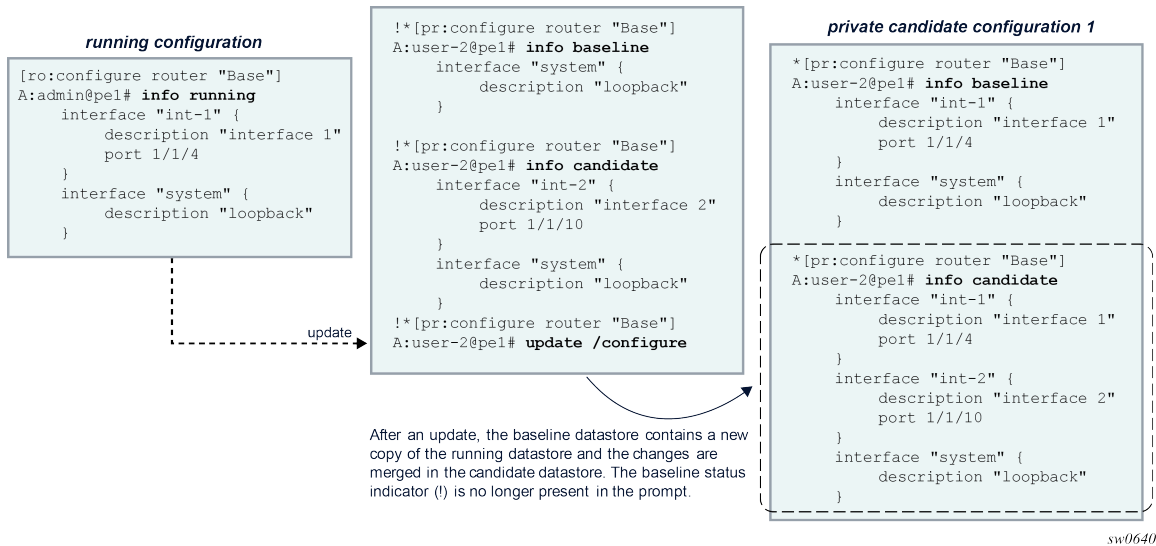 running configuration
[ro:configure router "Base"]
A:admin@pe1# info running
    interface "int-1" {
        description "interface 1"
        port 1/1/4
    }
    interface "system" {
        description "loopback"
    }
update
!*[pr:configure router "Base"]
A:user-2@pe1# info baseline
    interface "system" {
        description "loopback"
    }
!*[pr:configure router "Base"]
A:user-2@pe1# info candidate
    interface "int-2" {
        description "interface 2"
        port 1/1/10
    }
    interface "system" {
        description "loopback"
    }
!*[pr:configure router "Base"]
A:user-2@pe1# update /configure
After an update, the baseline datastore contains a new
copy of the running datastore and the changes are
merged in the candidate datastore. The baseline status
indicator (!) is no longer present in the prompt.
private candidate configuration 1
*[pr:configure router "Base"]
A:user-2@pe1# info baseline
    interface "int-1" {
        description "interface 1"
        port 1/1/4
    }
    interface "system" {
        description "loopback"
    }
*[pr:configure router "Base"]
A:user-2@pe1# info candidate
    interface "int-1" {
        description "interface 1"
        port 1/1/4
    }
    interface "int-2" {
        description "interface 2"
        port 1/1/10
    }
    interface "system" {
        description "loopback"
    }
sw0640